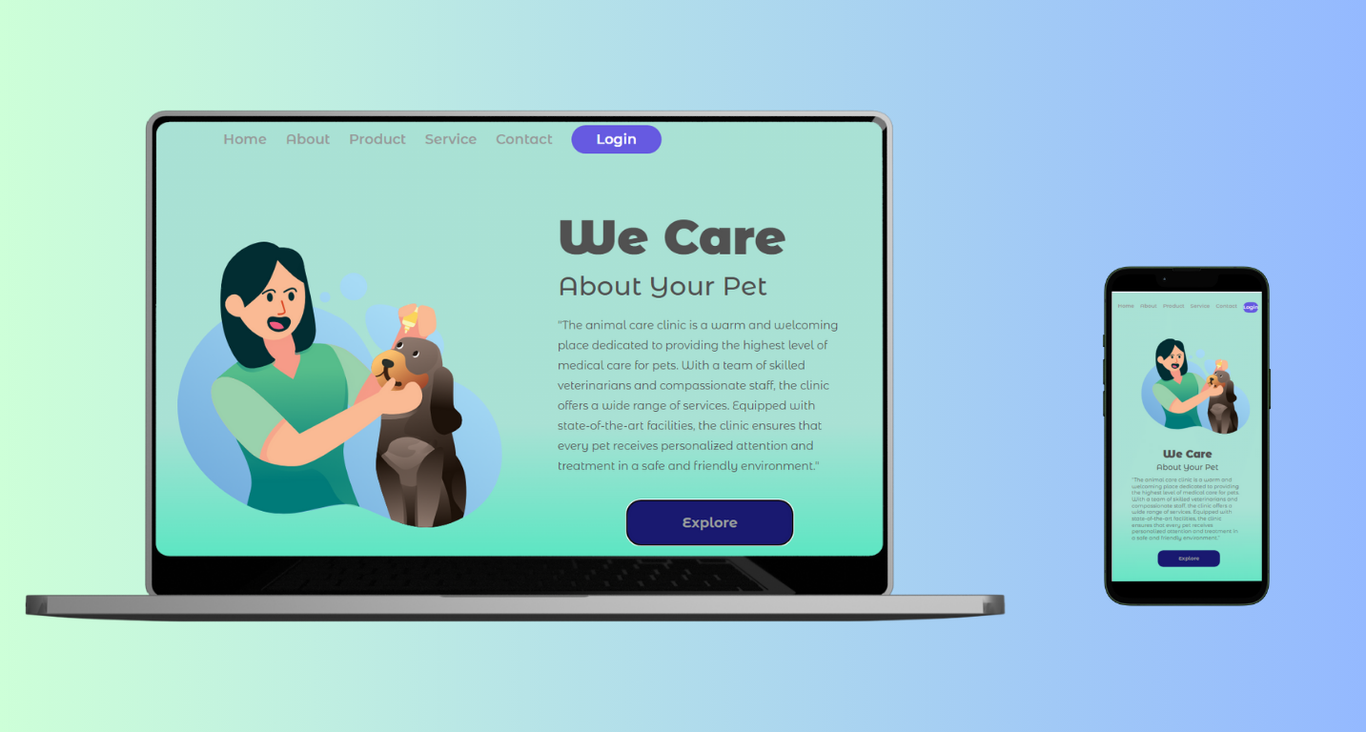 Home About Product Service Contact Login
We Care
About Your Pet
"The animal care clinic is a warm and welcoming
place dedicated to providing the highest level of
medical care for pets. With a team of skilled
veterinarians and compassionate staff, the clinic
offers a wide range of services. Equipped with
state-of-the-art facilities, the clinic ensures that
every pet receives personalized attention and
treatment in a safe and friendly environment."
Explore
Home About Product Service Contact Login
We Care
About Your Pet
"The animal care clinic is a warm and
welcoming place dedicated to providing
the highest level of medical care for pets.
With a team of skilled veterinarians and
compassionate staff, the clinic offers a
wide range of services. Equipped with
state-of-the-art facilities, the clinic
ensures that every pet receives
personalized attention and treatment in
a safe and friendly environment."
Explore